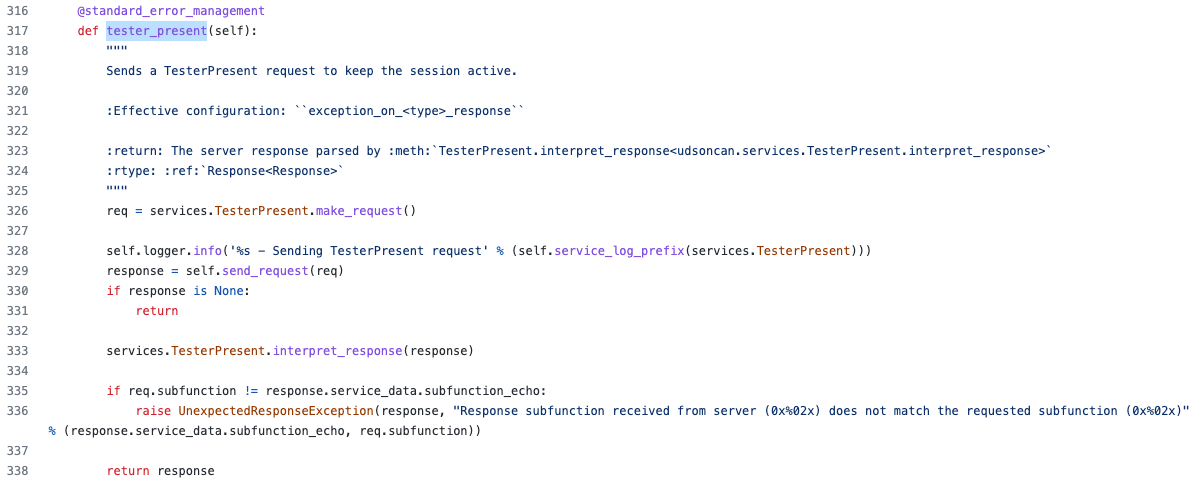 316 @standard_error_management
317 def tester_present(self):
318 """
319 Sends a TesterPresent request to keep the session active.
320
321 :Effective configuration: ``exception_on_<type>_response``
322
323 :return: The server response parsed by :meth:`TesterPresent.interpret_response<udsoncan.services.TesterPresent.interpret_response>`
324 :rtype: :ref:`Response<Response>`
325 """
326 req = services.TesterPresent.make_request()
327
328 self.logger.info('%s - Sending TesterPresent request' % (self.service_log_prefix(services.TesterPresent)))
329 response = self.send_request(req)
330 if response is None:
331 return
332
333 services.TesterPresent.interpret_response(response)
334
335 if req.subfunction != response.service_data.subfunction_echo:
336 raise UnexpectedResponseException(response, "Response subfunction received from server (0x%02x) does not match the requested subfunction (0x%02x)"
% (response.service_data.subfunction_echo, req.subfunction))
337
338 return response